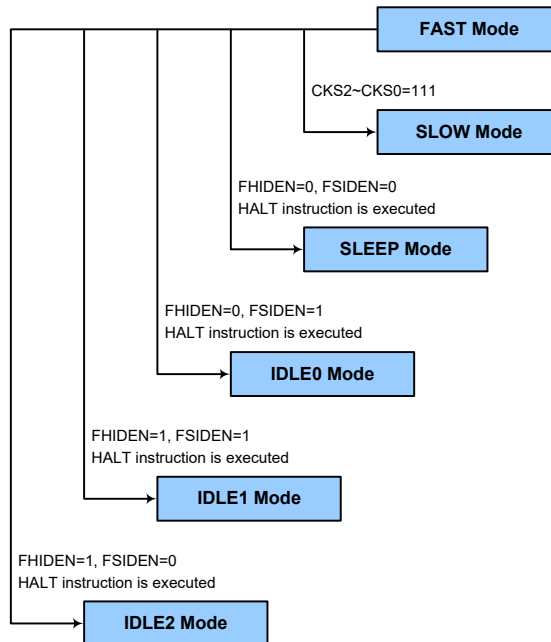 FAST Mode
CKS2~CKS0=111
SLOW Mode
FHIDEN=0, FSIDEN=0
HALT instruction is executed
SLEEP Mode
FHIDEN=0, FSIDEN=1
HALT instruction is executed
IDLE0 Mode
FHIDEN=1, FSIDEN=1
HALT instruction is executed
IDLE1 Mode
FHIDEN=1, FSIDEN=0
HALT instruction is executed
IDLE2 Mode